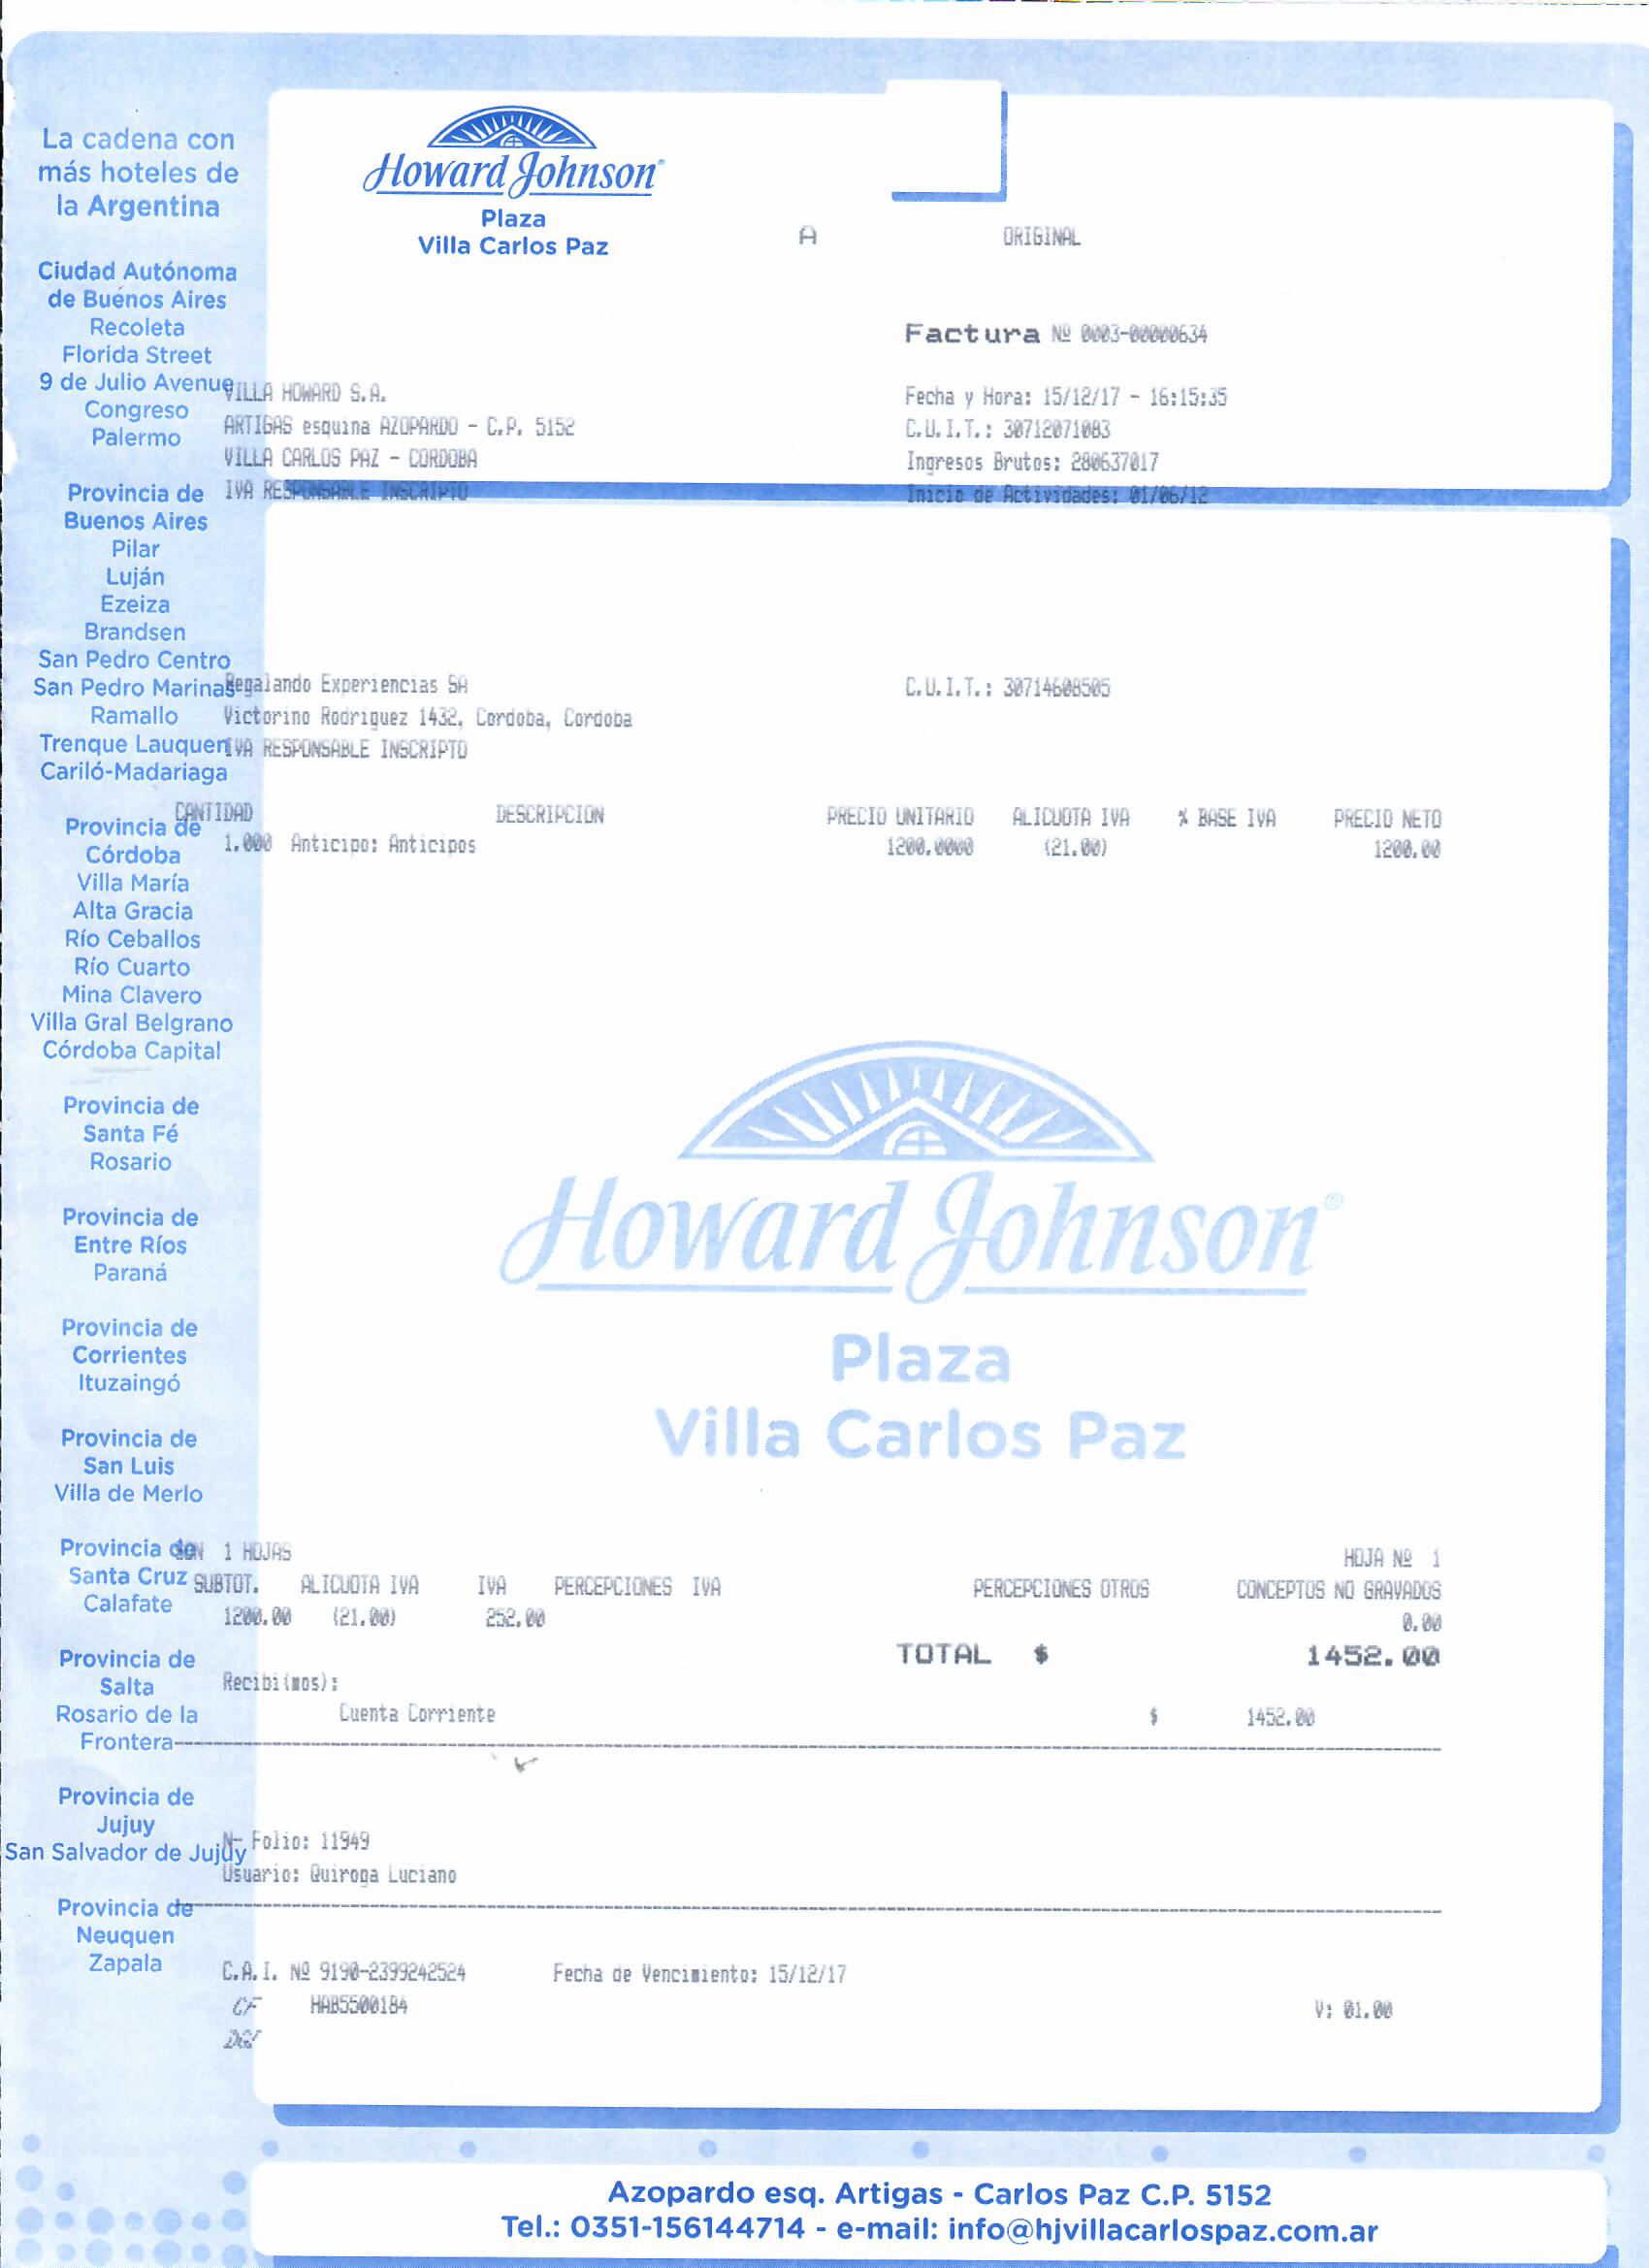 La cadena con
más hoteles de
la Argentina
Ciudad Autónoma
de Buenos Aires
Recoleta
Florida Street
9 de Julio Avenue
Congreso
Palermo
Provincia de
Buenos Aires
Pilar
Luján
Ezeiza
Brandsen
San Pedro Centro
San Pedro Marinas
Ramallo
Trenque Lauquen
Cariló-Madariaga
Provincia de
Córdoba
Villa María
Alta Gracia
Río Ceballos
Río Cuarto
Mina Clavero
Villa Gral Belgrano
Córdoba Capital
Provincia de
Santa Fé
Rosario
Provincia de
Entre Ríos
Paraná
Provincia de
Corrientes
Ituzaingó
Provincia de
San Luis
Villa de Merlo
Provincia de
Santa Cruz
Calafate
Provincia de
Salta
Rosario de la
Frontera
Provincia de
Jujuy
San Salvador de Jujuy
Provincia de
Neuquen
Zapala
Howard Johnson®
Plaza
Villa Carlos Paz
A ORIGINAL
Factura Nº 0003-00000634
VILLA HOWARD S.A.
ARTIGAS esquina AZOPARDO - C.P. 5152
VILLA CARLOS PAZ - CORDOBA
IVA RESPONSABLE INSCRIPTO
Fecha y Hora: 15/12/17 - 16:15:35
C.U.I.T.: 30712071083
Ingresos Brutos: 280637017
Inicio de Actividades: 01/06/12
Regalando Experiencias SA C.U.I.T.: 30714608505
Victorino Rodriguez 1432, Cordoba, Cordoba
IVA RESPONSABLE INSCRIPTO
CANTIDAD DESCRIPCION PRECIO UNITARIO ALICUOTA IVA % BASE IVA PRECIO NETO
1.000 Anticipo: Anticipos 1200.0000 (21.00) 1200.00
Howard Johnson®
Plaza
Villa Carlos Paz
SON 1 HOJAS HOJA Nº 1
SUBTOT. ALICUOTA IVA IVA PERCEPCIONES IVA PERCEPCIONES OTROS CONCEPTOS NO GRAVADOS
1200.00 (21.00) 252.00 0.00
TOTAL $ 1452.00
Recibi(mos):
Cuenta Corriente $ 1452.00
N- Folio: 11949
Usuario: Quiroga Luciano
C.A.I. Nº 9190-2399242524 Fecha de Vencimiento: 15/12/17
CF HAB5500184 V: 01.00
DGI
Azopardo esq. Artigas - Carlos Paz C.P. 5152
Tel.: 0351-156144714 - e-mail: info@hjvillacarlospaz.com.ar